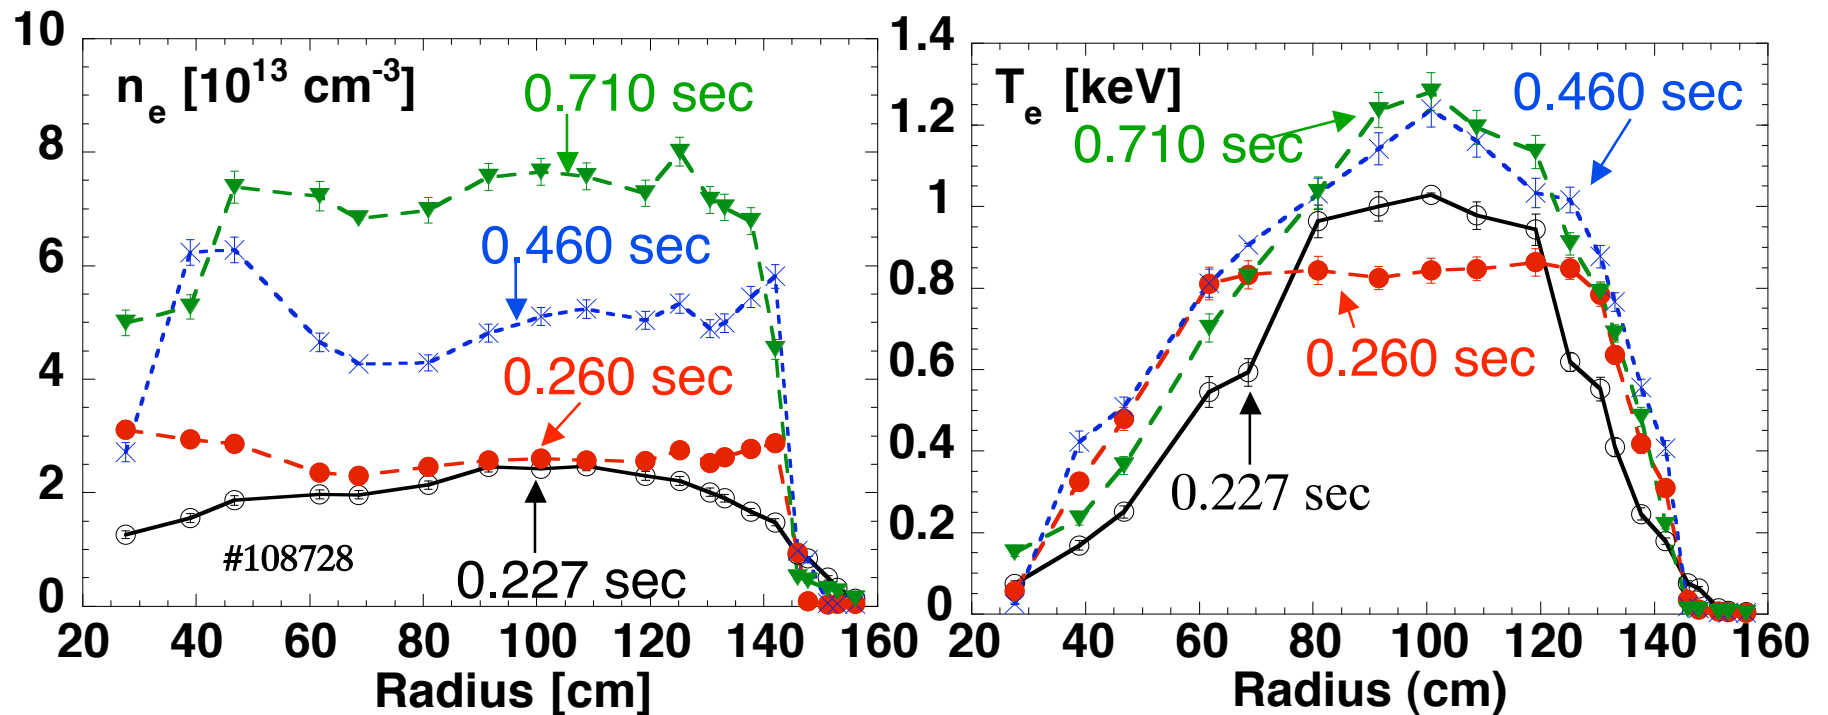 10
8
6
4
2
0
n_e [10^13 cm^-3]
0.710 sec
0.460 sec
0.260 sec
0.227 sec
#108728
20 40 60 80 100 120 140 160
Radius [cm]
1.4
1.2
1
0.8
0.6
0.4
0.2
0
T_e [keV]
0.460 sec
0.710 sec
0.260 sec
0.227 sec
20 40 60 80 100 120 140 160
Radius (cm)